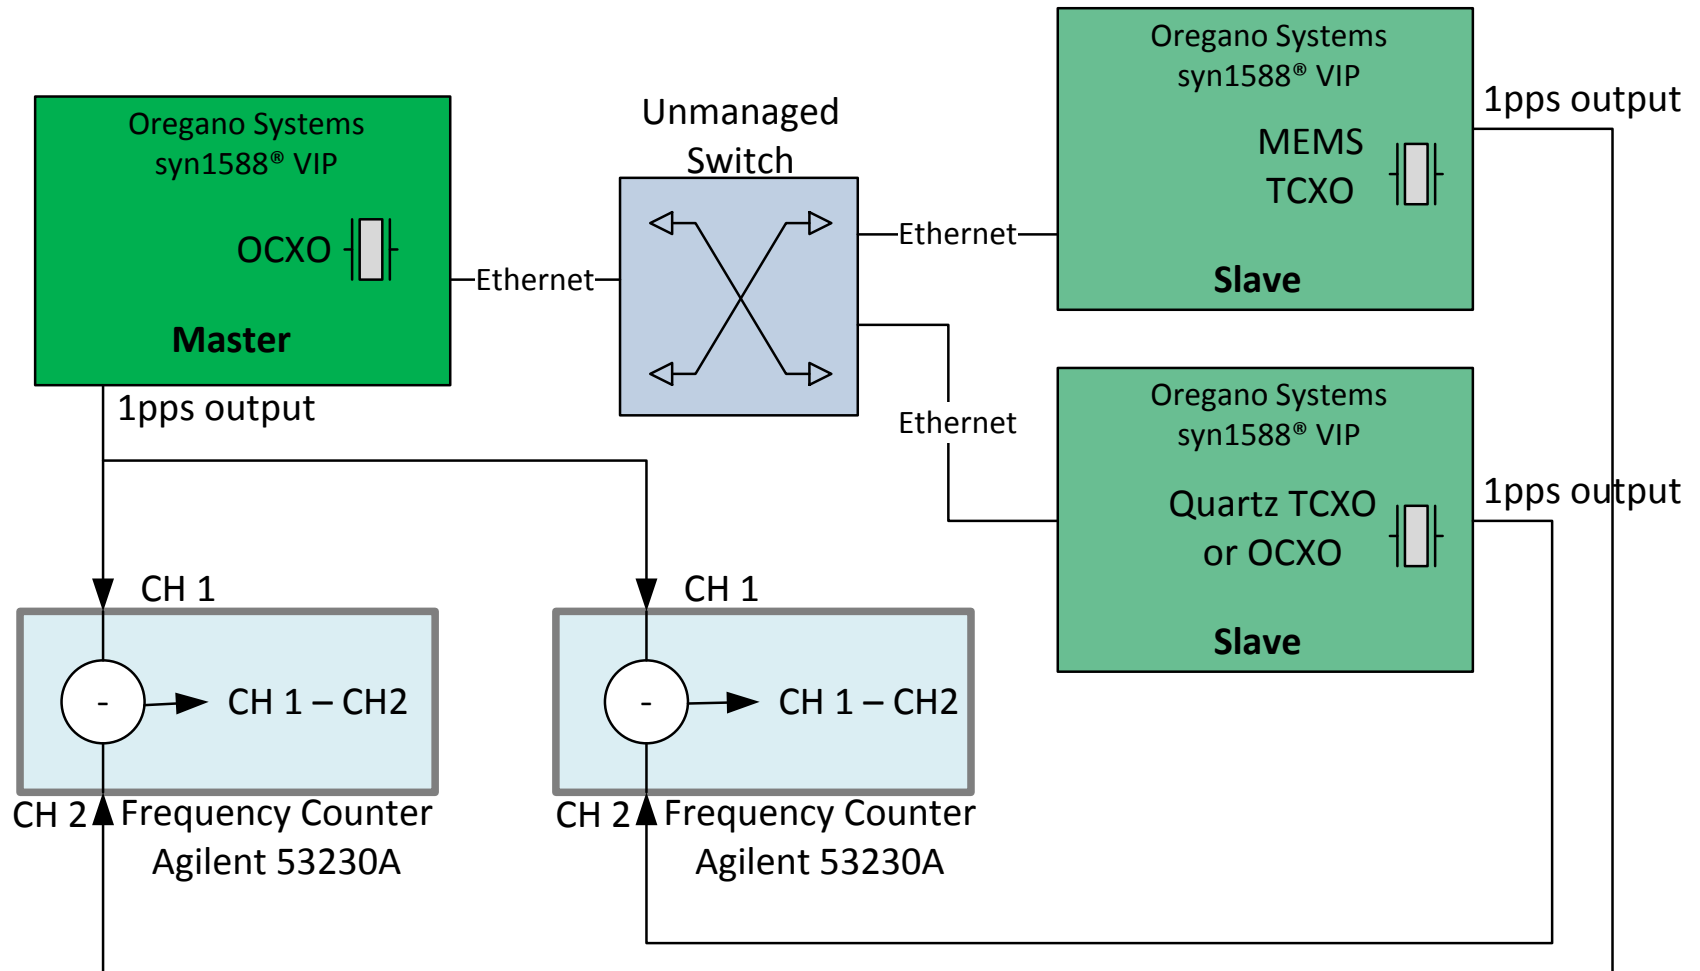 Oregano Systems
syn1588® VIP
OCXO
Master
1pps output
Ethernet
Unmanaged
Switch
Ethernet
Ethernet
Oregano Systems
syn1588® VIP
MEMS
TCXO
Slave
1pps output
Oregano Systems
syn1588® VIP
Quartz TCXO
or OCXO
Slave
1pps output
CH 1
-
CH 1 – CH2
CH 2
Frequency Counter
Agilent 53230A
CH 1
-
CH 1 – CH2
CH 2
Frequency Counter
Agilent 53230A